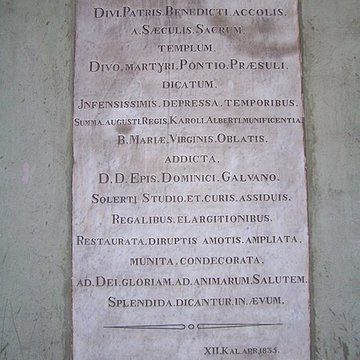 DIVI.PATRIS.BENEDICTI ACCOLIS.
A.SÆCULIS.SACRUM.
TEMPLUM.
DIVO.MARTYRI.PONTIO.PRÆSULI.
DICATUM.
JNFENSISSIMIS.DEPRESSA.TEMPORIBUS.
SUMMA.AUGUSTI.REGIS.KAROLI.ALBERTI.MUNIFICENTIA.
B.MARIÆ.VIRGINIS.OBLATIS.
ADDICTA.
D.D.EPIS.DOMINICI.GALVANO.
SOLERTI STUDIO.ET.CURIS.ASSIDUIS.
REGALIBUS.ELARGITIONIBUS.
RESTAURATA.DIRUPTIS AMOTIS.AMPLIATA.
MUNITA, CONDECORATA.
AD.DEI.GLORIAM.AD.ANIMARUM.SALUTEM.
SPLENDIDA.DICANTUR.IN.ÆVUM.
XII.KAL.APR.1835.